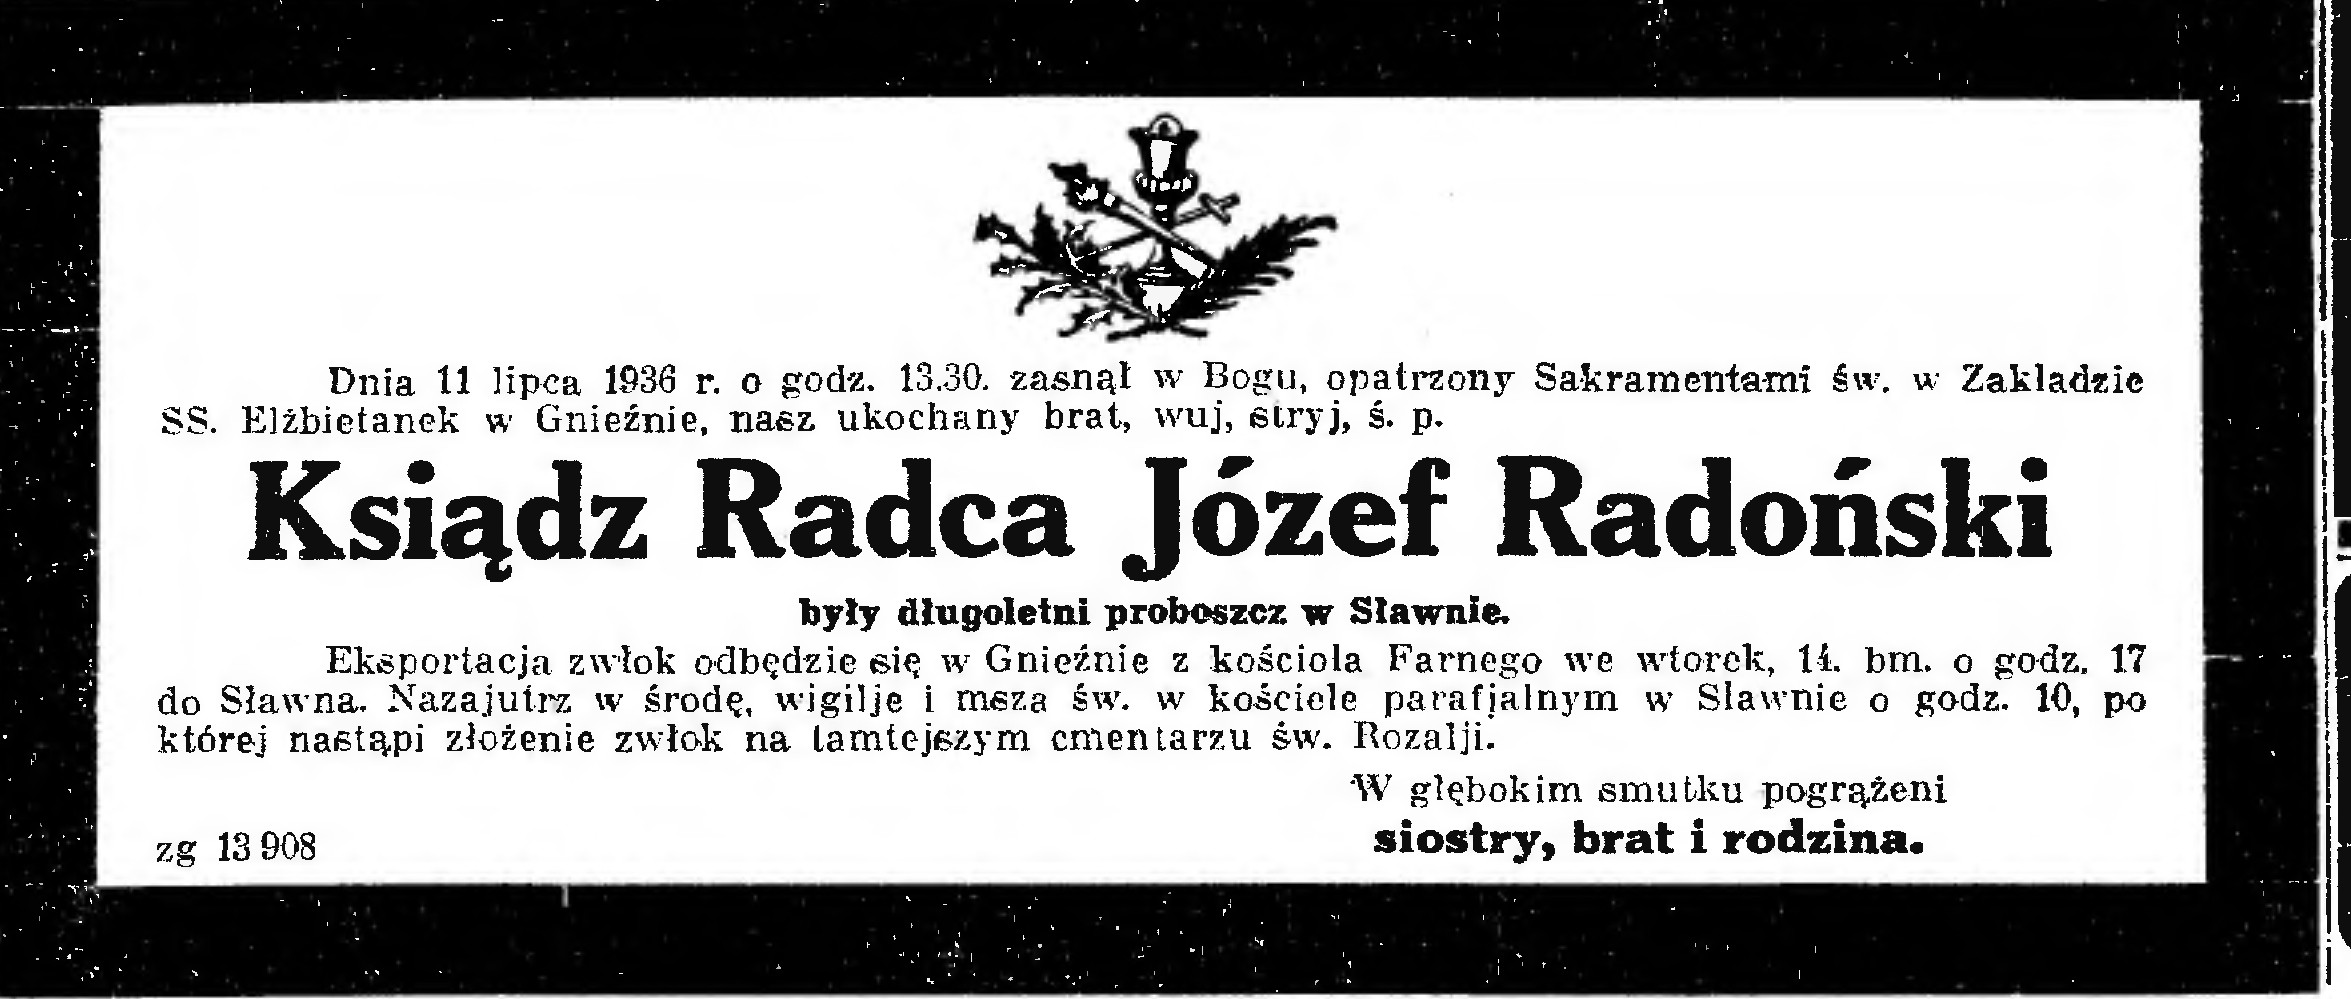 Dnia 11 lipca 1936 r. o godz. 13.30. zasnął w Bogu, opatrzony Sakramentami św. w Zakładzie
SS. Elżbietanek w Gnieźnie, nasz ukochany brat, wuj, stryj, ś. p.
Ksiądz Radca Józef Radoński
były długoletni proboszcz w Sławnie.
Eksportacja zwłok odbędzie się w Gnieźnie z kościoła Farnego we wtorek, 14. bm. o godz. 17
do Sławna. Nazajutrz w środę, wigilje i msza św. w kościele parafjalnym w Sławnie o godz. 10, po
której nastąpi złożenie zwłok na tamtejszym cmentarzu św. Rozalji.
W głębokim smutku pogrążeni
siostry, brat i rodzina.
zg 13 908